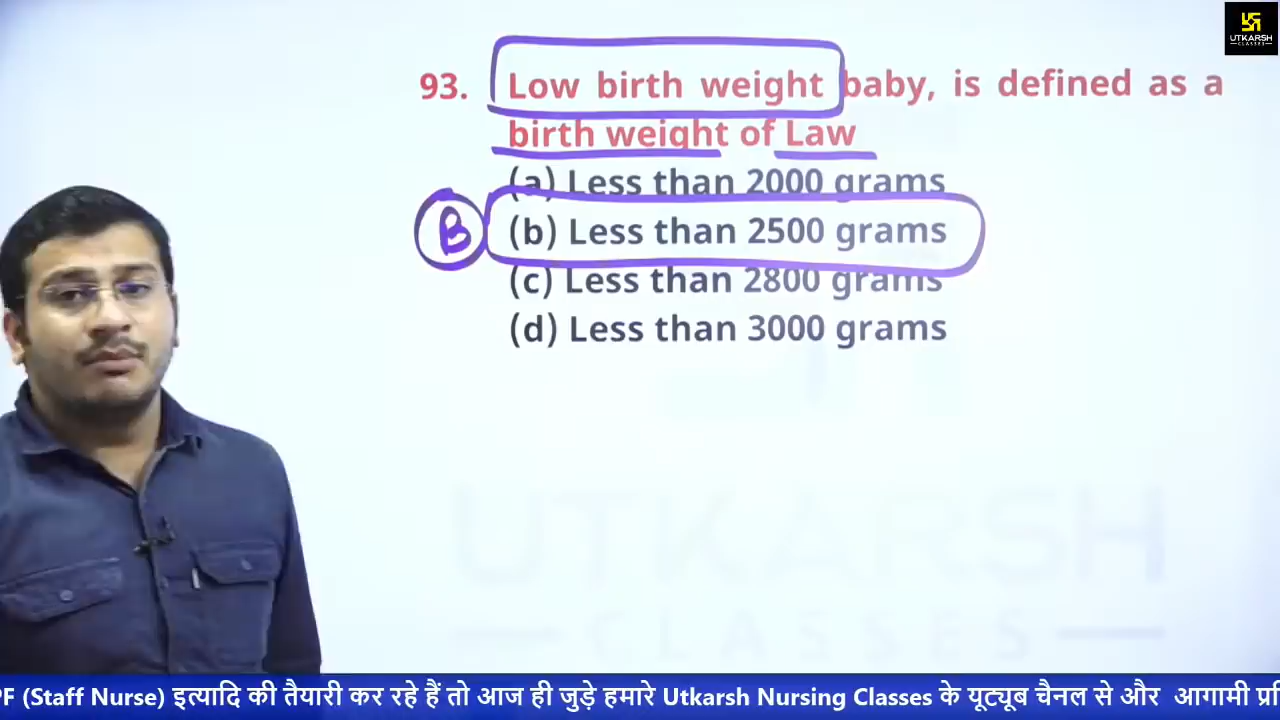 UTKARSH
CLASSES
93. Low birth weight baby, is defined as a
birth weight of Law
(a) Less than 2000 grams
B (b) Less than 2500 grams
(c) Less than 2800 grams
(d) Less than 3000 grams
UTKARSH
CLASSES
PF (Staff Nurse) इत्यादि की तैयारी कर रहे हैं तो आज ही जुड़े हमारे Utkarsh Nursing Classes के यूट्यूब चैनल से और आगामी प्रति